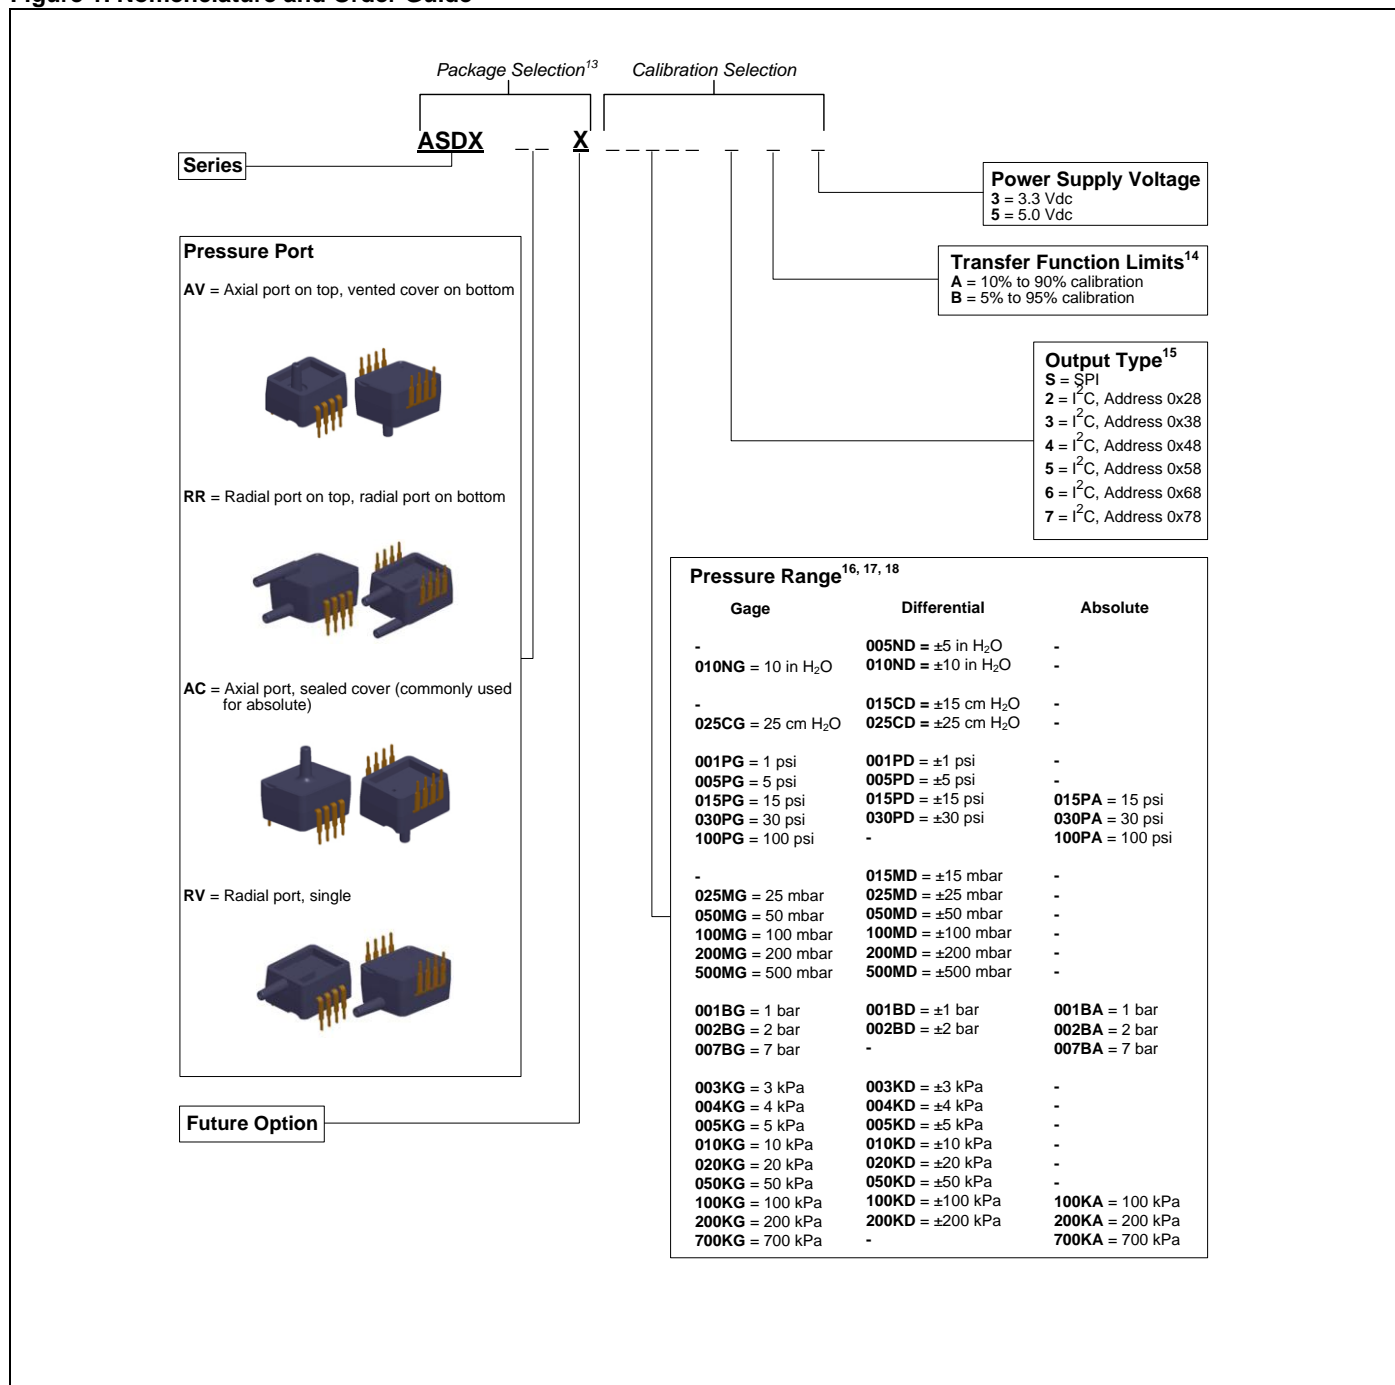 Figure 1. Nomenclature and Order Guide
Package Selection13 Calibration Selection
ASDX _ _ X _ _ _ _ _ _ _ _
Series
Power Supply Voltage
3 = 3.3 Vdc
5 = 5.0 Vdc
Transfer Function Limits14
A = 10% to 90% calibration
B = 5% to 95% calibration
Output Type15
S = SPI
2 = I2C, Address 0x28
3 = I2C, Address 0x38
4 = I2C, Address 0x48
5 = I2C, Address 0x58
6 = I2C, Address 0x68
7 = I2C, Address 0x78
Pressure Port
AV = Axial port on top, vented cover on bottom
RR = Radial port on top, radial port on bottom
AC = Axial port, sealed cover (commonly used
for absolute)
RV = Radial port, single
Future Option
Pressure Range16, 17, 18
Gage Differential Absolute
- 005ND = ±5 in H2O -
010NG = 10 in H2O 010ND = ±10 in H2O -
- 015CD = ±15 cm H2O -
025CG = 25 cm H2O 025CD = ±25 cm H2O -
001PG = 1 psi 001PD = ±1 psi -
005PG = 5 psi 005PD = ±5 psi -
015PG = 15 psi 015PD = ±15 psi 015PA = 15 psi
030PG = 30 psi 030PD = ±30 psi 030PA = 30 psi
100PG = 100 psi - 100PA = 100 psi
- 015MD = ±15 mbar -
025MG = 25 mbar 025MD = ±25 mbar -
050MG = 50 mbar 050MD = ±50 mbar -
100MG = 100 mbar 100MD = ±100 mbar -
200MG = 200 mbar 200MD = ±200 mbar -
500MG = 500 mbar 500MD = ±500 mbar -
001BG = 1 bar 001BD = ±1 bar 001BA = 1 bar
002BG = 2 bar 002BD = ±2 bar 002BA = 2 bar
007BG = 7 bar - 007BA = 7 bar
003KG = 3 kPa 003KD = ±3 kPa -
004KG = 4 kPa 004KD = ±4 kPa -
005KG = 5 kPa 005KD = ±5 kPa -
010KG = 10 kPa 010KD = ±10 kPa -
020KG = 20 kPa 020KD = ±20 kPa -
050KG = 50 kPa 050KD = ±50 kPa -
100KG = 100 kPa 100KD = ±100 kPa 100KA = 100 kPa
200KG = 200 kPa 200KD = ±200 kPa 200KA = 200 kPa
700KG = 700 kPa - 700KA = 700 kPa